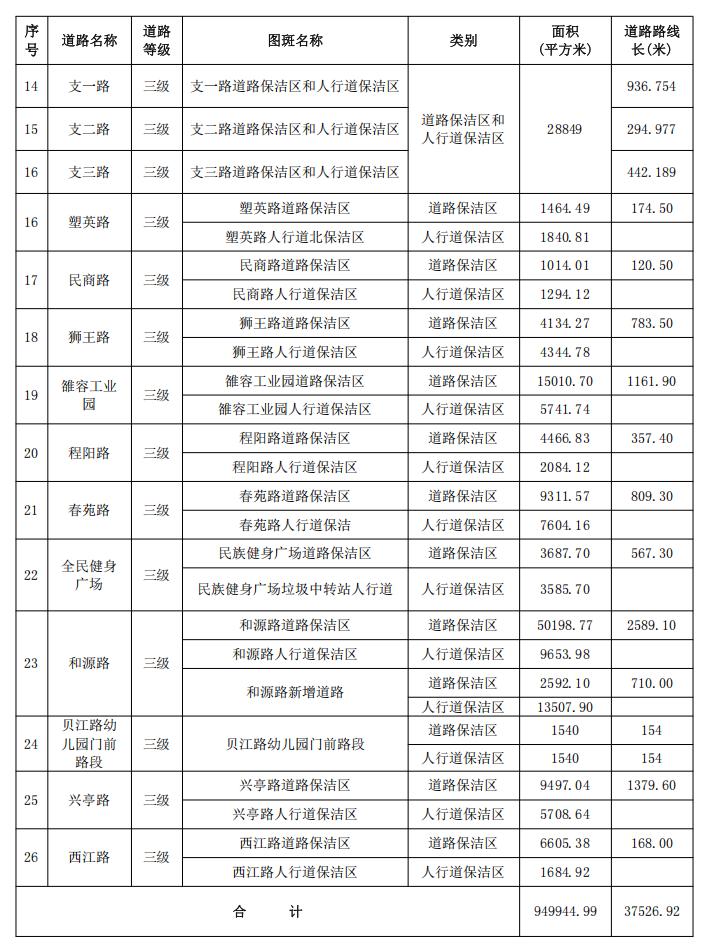 序号 道路名称 道路等级 图斑名称 类别 面积(平方米) 道路路线长(米)
14 支一路 三级 支一路道路保洁区和人行道保洁区 道路保洁区和人行道保洁区 28849 936.754
15 支二路 三级 支二路道路保洁区和人行道保洁区 294.977
16 支三路 三级 支三路道路保洁区和人行道保洁区 442.189
16 塑英路 三级 塑英路道路保洁区 道路保洁区 1464.49 174.50
塑英路人行道北保洁区 人行道保洁区 1840.81
17 民商路 三级 民商路道路保洁区 道路保洁区 1014.01 120.50
民商路人行道保洁区 人行道保洁区 1294.12
18 狮王路 三级 狮王路道路保洁区 道路保洁区 4134.27 783.50
狮王路人行道保洁区 人行道保洁区 4344.78
19 雒容工业园 三级 雒容工业园道路保洁区 道路保洁区 15010.70 1161.90
雒容工业园人行道保洁区 人行道保洁区 5741.74
20 程阳路 三级 程阳路道路保洁区 道路保洁区 4466.83 357.40
程阳路人行道保洁区 人行道保洁区 2084.12
21 春苑路 三级 春苑路道路保洁区 道路保洁区 9311.57 809.30
春苑路人行道保洁 人行道保洁区 7604.16
22 全民健身广场 三级 民族健身广场道路保洁区 道路保洁区 3687.70 567.30
民族健身广场垃圾中转站人行道 人行道保洁区 3585.70
23 和源路 三级 和源路道路保洁区 道路保洁区 50198.77 2589.10
和源路人行道保洁区 人行道保洁区 9653.98
和源路新增道路 道路保洁区 2592.10 710.00
人行道保洁区 13507.90
24 贝江路幼儿园门前路段 三级 贝江路幼儿园门前路段 道路保洁区 1540 154
人行道保洁区 1540 154
25 兴亭路 三级 兴亭路道路保洁区 道路保洁区 9497.04 1379.60
兴亭路人行道保洁区 人行道保洁区 5708.64
26 西江路 三级 西江路道路保洁区 道路保洁区 6605.38 168.00
西江路人行道保洁区 人行道保洁区 1684.92
合 计 949944.99 37526.92